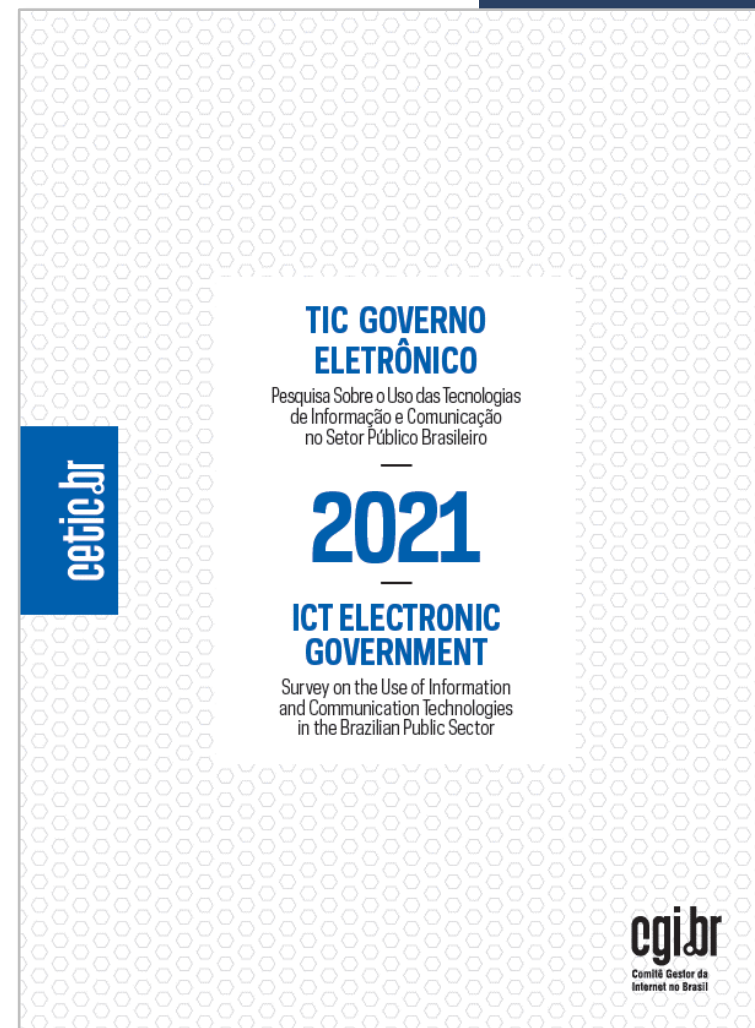 TIC GOVERNO
ELETRÔNICO
Pesquisa Sobre o Uso das Tecnologias
de Informação e Comunicação
no Setor Público Brasileiro
2021
ICT ELECTRONIC
GOVERNMENT
Survey on the Use of Information
and Communication Technologies
in the Brazilian Public Sector
cetic.br
cgi.br
Comitê Gestor da
Internet no Brasil